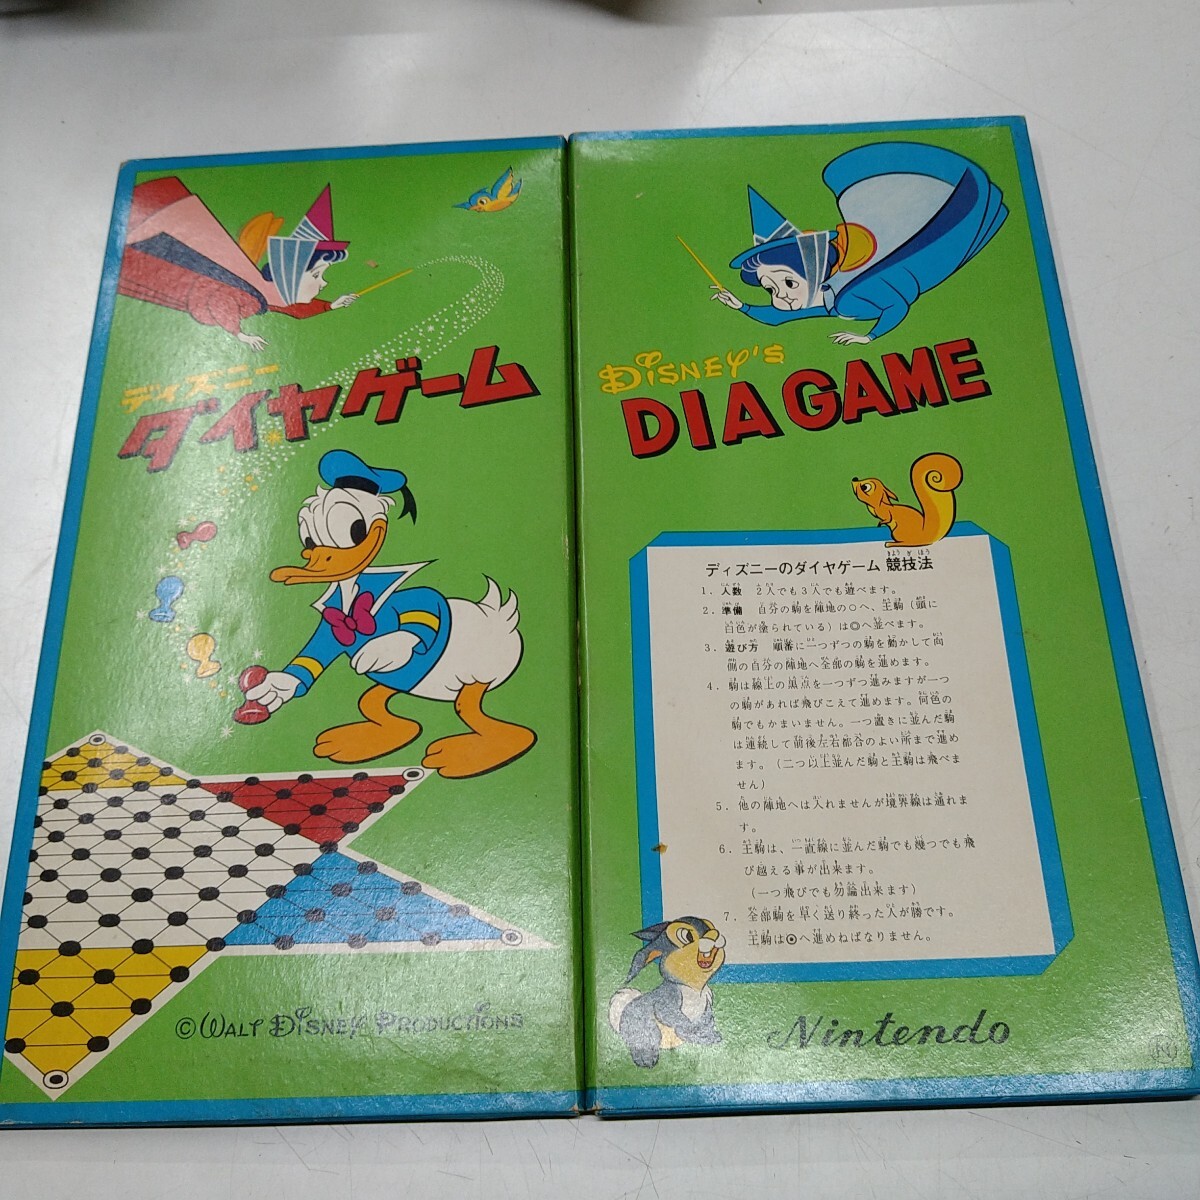 ディズニー
ダイヤゲーム
© WALT DISNEY PRODUCTIONS
DISNEY'S
DIA GAME
ディズニーのダイヤゲーム 競技法
1. 人数 2人でも3人でも遊べます。
2. 準備 自分の駒を陣地の○へ、王駒(頭に
白色が塗られている)は◎へ並べます。
3. 遊び方 順番に一つずつの駒を動かして向
側の自分の陣地へ全部の駒を進めます。
4. 駒は線上の黒点を一つずつ進みますが一つ
の駒があれば飛びこえて進めます。何色の
駒でもかまいません。一つ置きに並んだ駒
は連続して前後左右都合のよい所まで進め
ます。(二つ以上並んだ駒と王駒は飛べま
せん)
5. 他の陣地へは入れませんが境界線は通れま
す。
6. 王駒は、一直線に並んだ駒でも幾つでも飛
び越える事が出来ます。
(一つ飛びでも勿論出来ます)
7. 全部駒を早く送り終った人が勝です。
王駒は◎へ進めねばなりません。
Nintendo